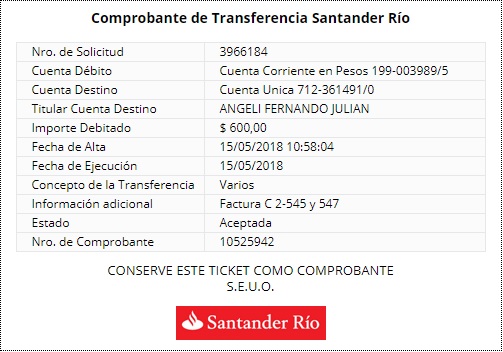 Comprobante de Transferencia Santander Río
Nro. de Solicitud 3966184
Cuenta Débito Cuenta Corriente en Pesos 199-003989/5
Cuenta Destino Cuenta Unica 712-361491/0
Titular Cuenta Destino ANGELI FERNANDO JULIAN
Importe Debitado $ 600,00
Fecha de Alta 15/05/2018 10:58:04
Fecha de Ejecución 15/05/2018
Concepto de la Transferencia Varios
Información adicional Factura C 2-545 y 547
Estado Aceptada
Nro. de Comprobante 10525942
CONSERVE ESTE TICKET COMO COMPROBANTE
S.E.U.O.
Santander Río